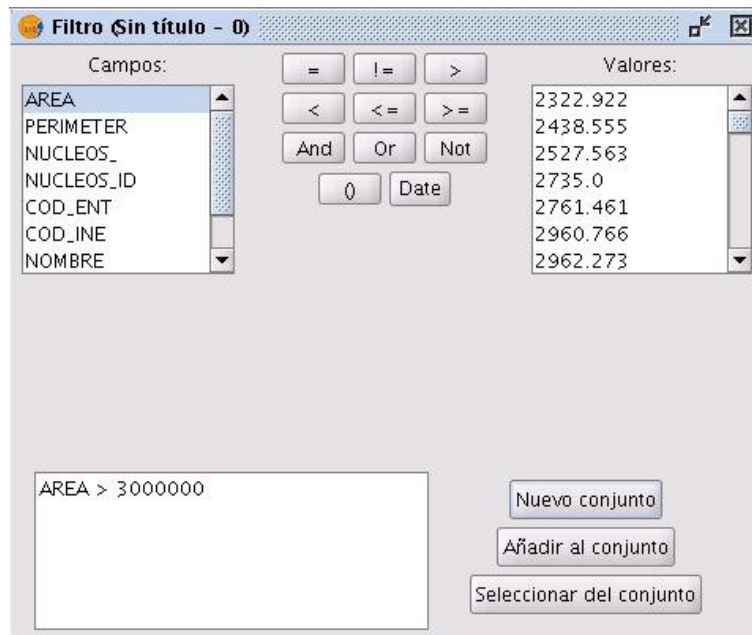 Filtro (Sin título - 0)
Campos:
AREA
PERIMETER
NUCLEOS_
NUCLEOS_ID
COD_ENT
COD_INE
NOMBRE
= != >
< <= >=
And Or Not
() Date
Valores:
2322.922
2438.555
2527.563
2735.0
2761.461
2960.766
2962.273
AREA > 3000000
Nuevo conjunto
Añadir al conjunto
Seleccionar del conjunto